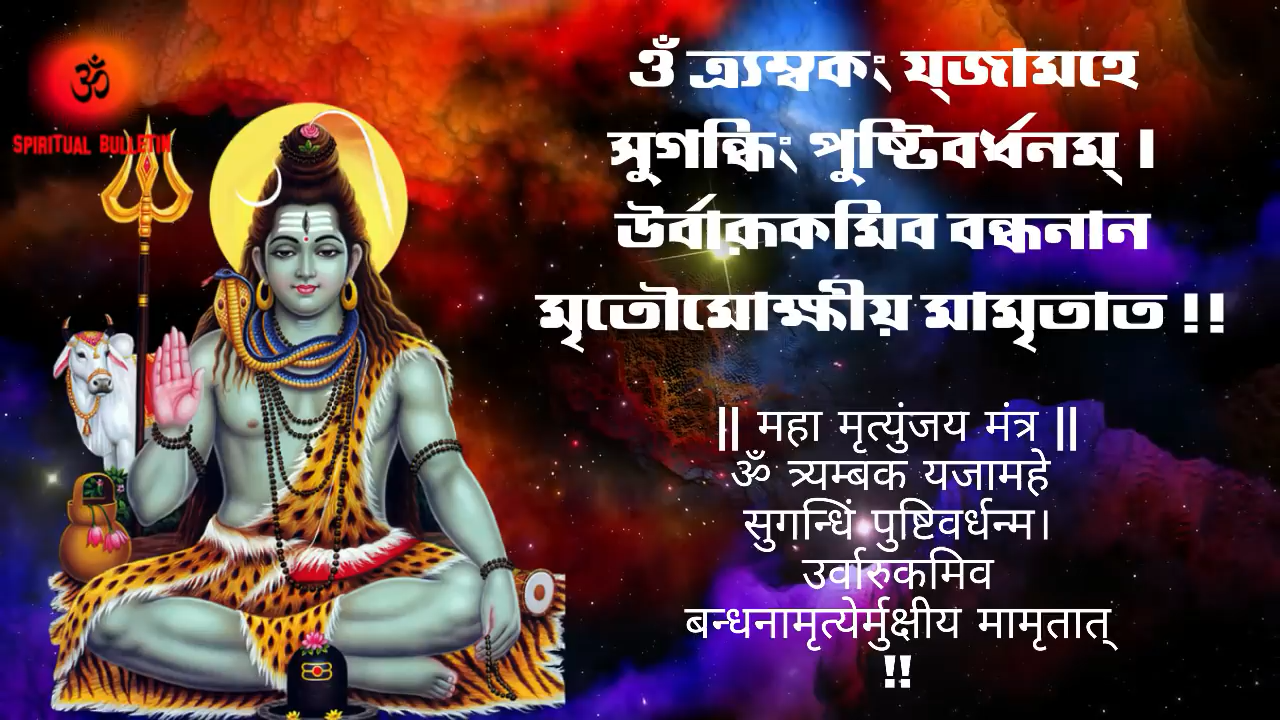 ॐ
SPIRITUAL BULLETIN
ওঁ ত্র্যম্বকং য্জামহে
সুগন্ধিং পুষ্টিবর্ধনম্ ।
উর্বারূকমিব বন্ধনান
মৃতৌমোক্ষীয় মামৃতাত !!
|| महा मृत्युंजय मंत्र ||
ॐ त्र्यम्बक यजामहे
सुगन्धिं पुष्टिवर्धन्म।
उर्वारुकमिव
बन्धनामृत्येर्मुक्षीय मामृतात्
!!